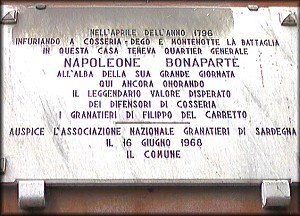 NELL'APRILE DELL'ANNO 1796
INFURIANDO A COSSERIA-DEGO E MONTENOTTE LA BATTAGLIA
IN QUESTA CASA TENEVA QUARTIER GENERALE
NAPOLEONE BONAPARTE
ALL'ALBA DELLA SUA GRANDE GIORNATA
QUI ANCORA ONORANDO
IL LEGGENDARIO VALORE DISPERATO
DEI DIFENSORI DI COSSERIA
I GRANATIERI DI FILIPPO DEL CARRETTO
AUSPICE L'ASSOCIAZIONE NAZIONALE GRANATIERI DI SARDEGNA
IL 16 GIUGNO 1968
IL COMUNE